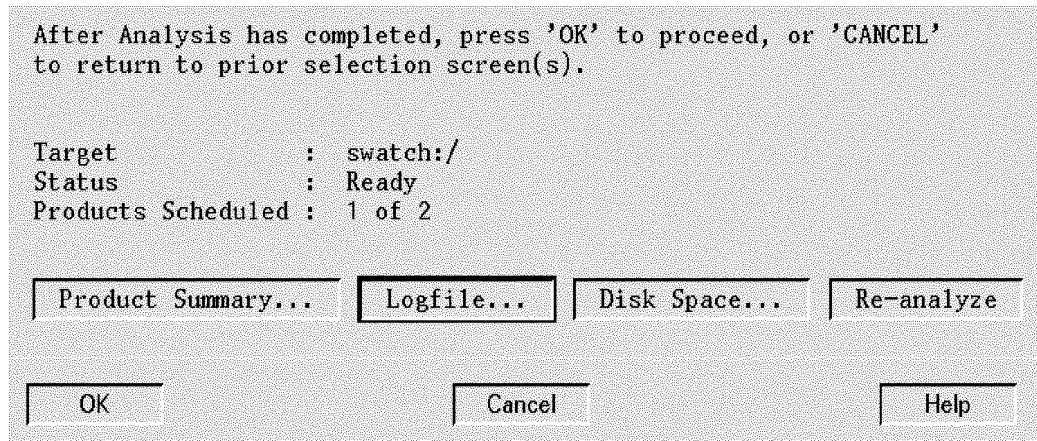 After Analysis has completed, press 'OK' to proceed, or 'CANCEL'
to return to prior selection screen(s).
Target : swatch:/
Status : Ready
Products Scheduled : 1 of 2
Product Summary... Logfile... Disk Space... Re-analyze
OK Cancel Help